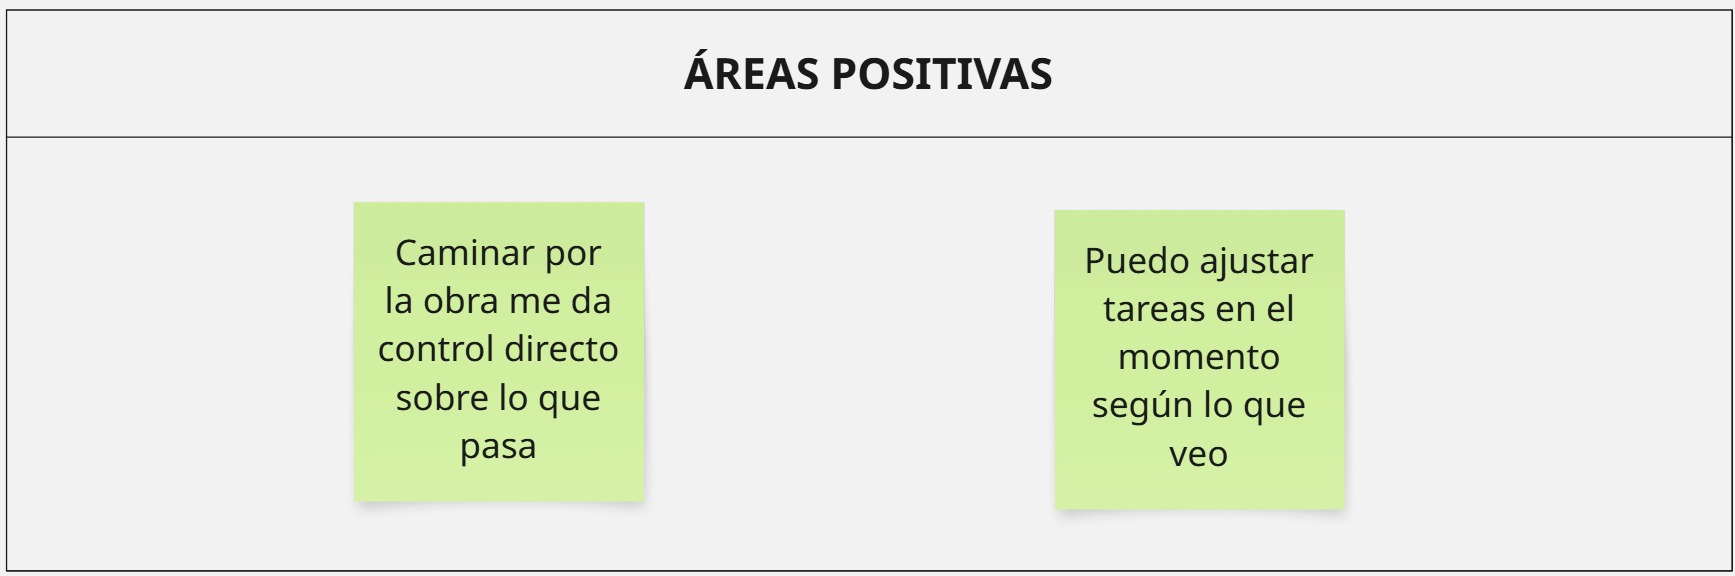 ÁREAS POSITIVAS
Caminar por
la obra me da
control directo
sobre lo que
pasa
Puedo ajustar
tareas en el
momento
según lo que
veo